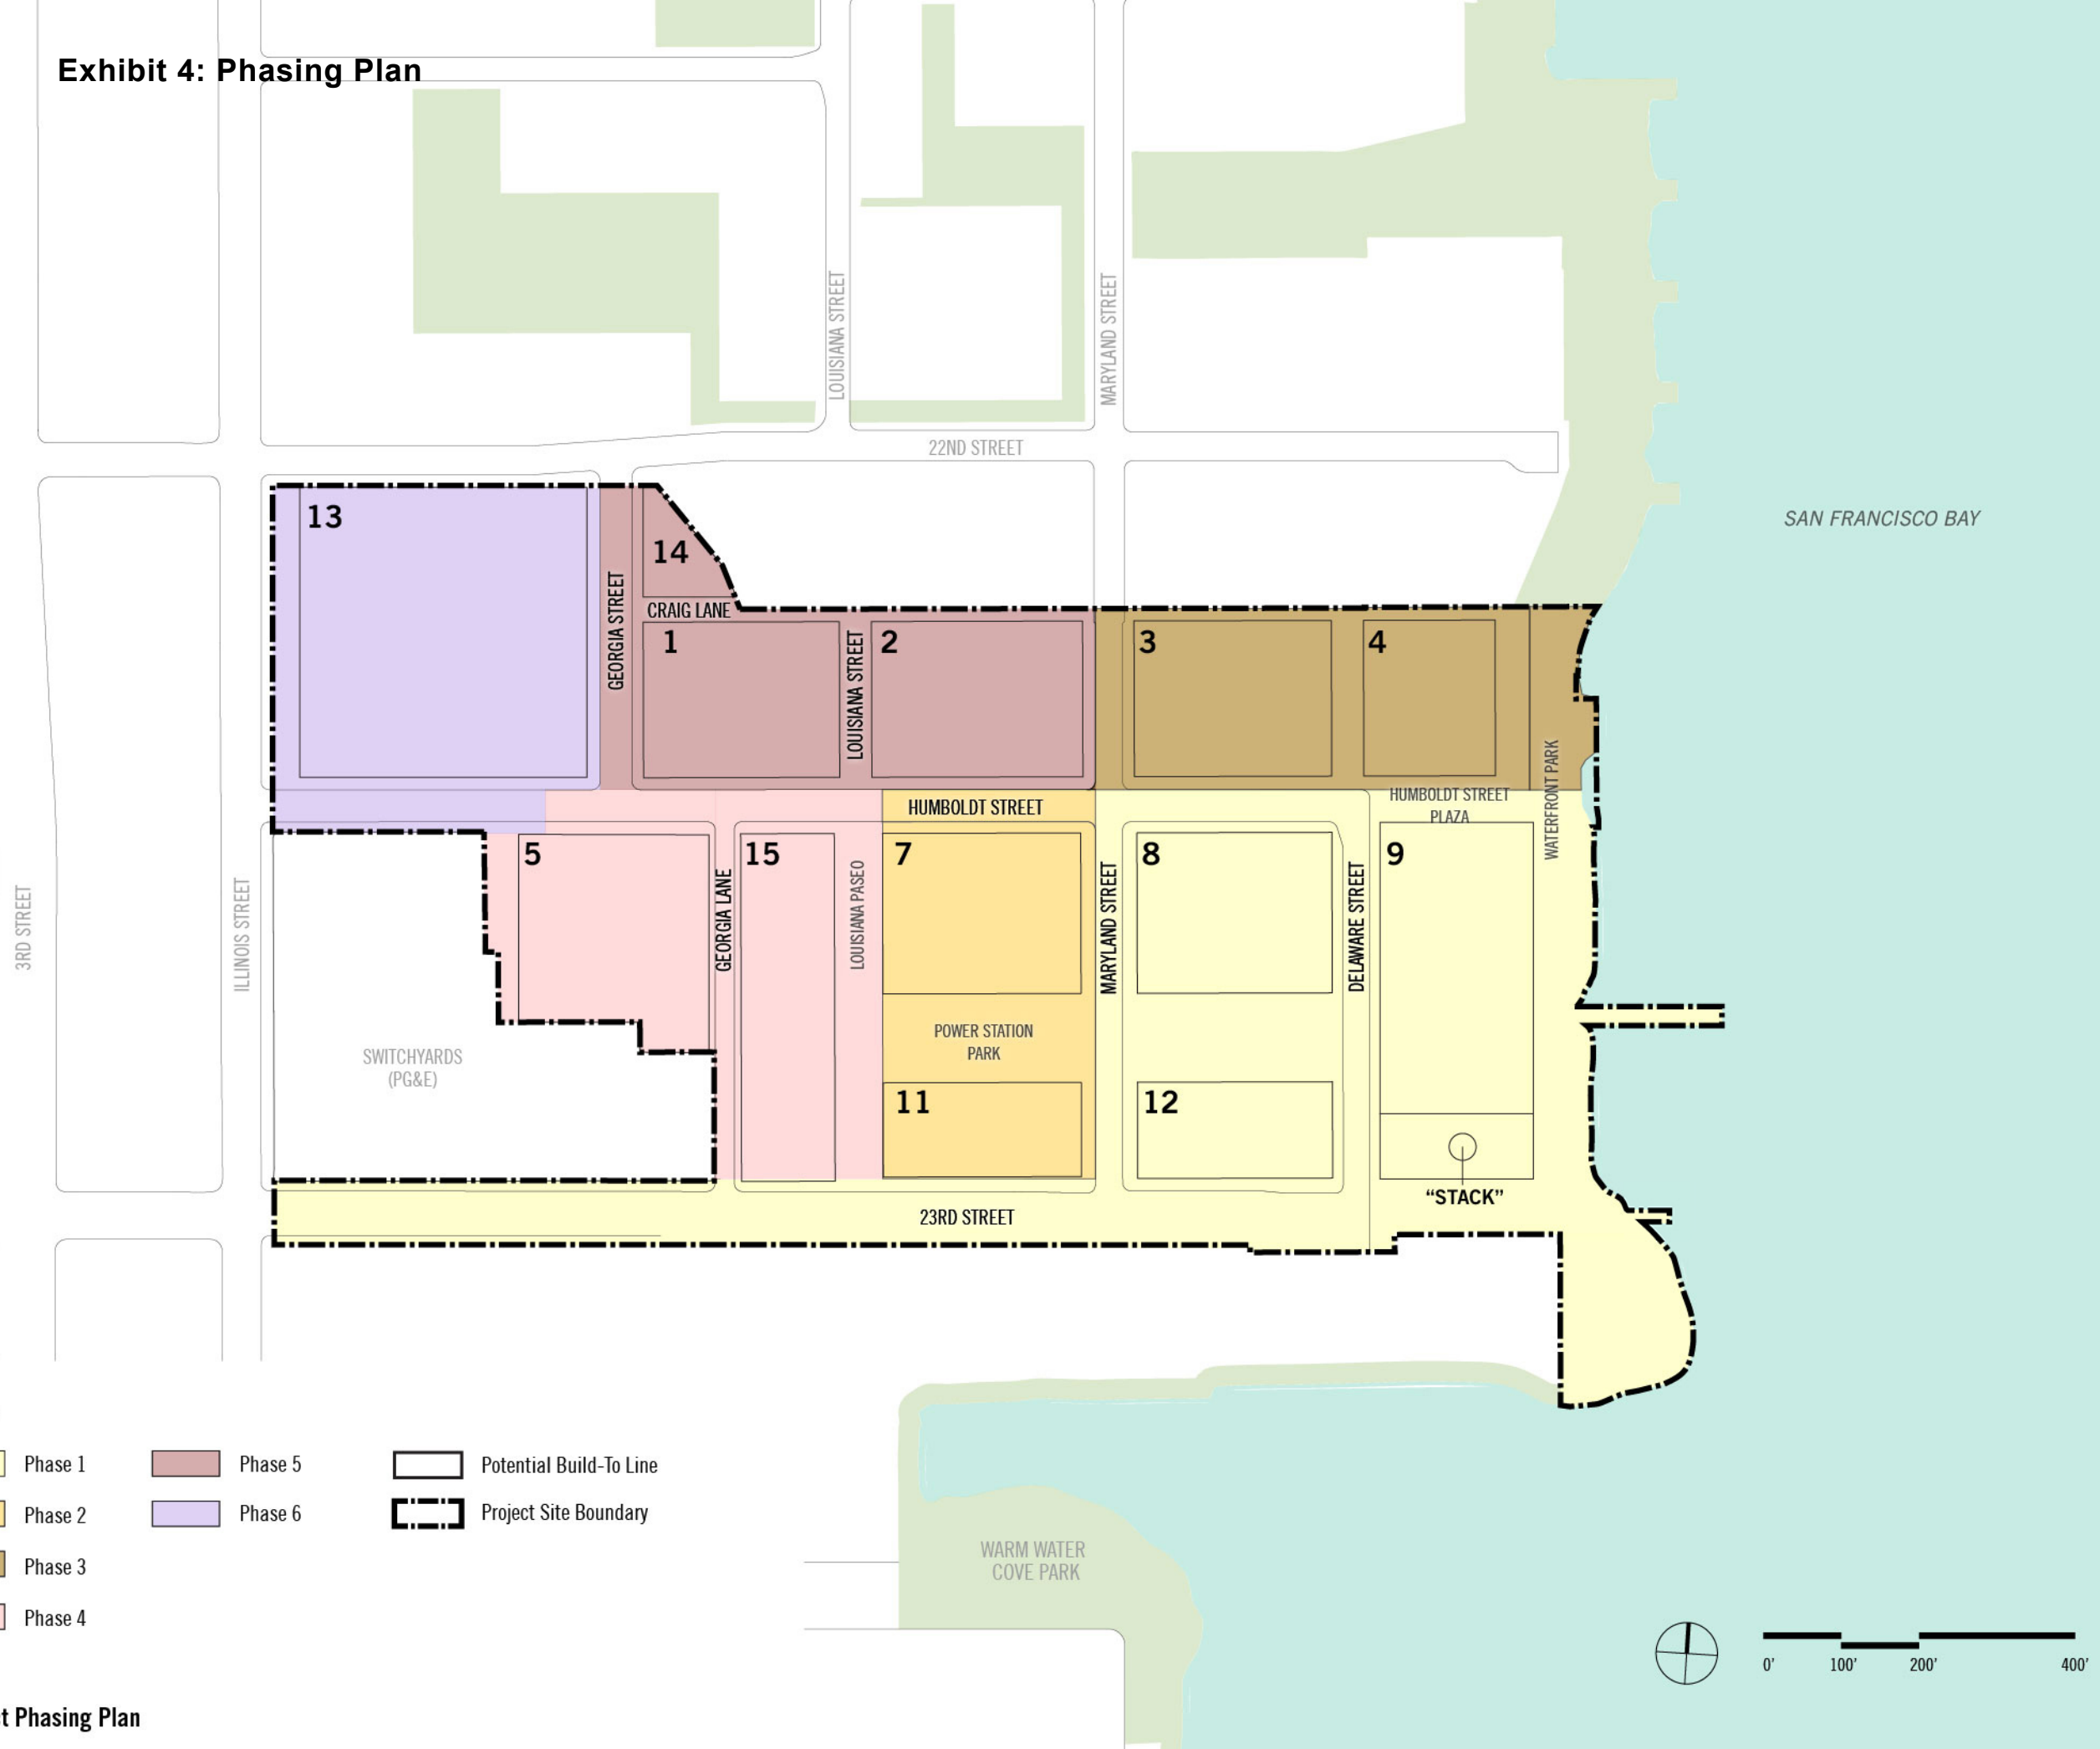 Exhibit 4: Phasing Plan
LOUISIANA STREET
MARYLAND STREET
22ND STREET
SAN FRANCISCO BAY
13
14
GEORGIA STREET
CRAIG LANE
1
LOUISIANA STREET
2
3
4
WATERFRONT PARK
HUMBOLDT STREET
HUMBOLDT STREET
PLAZA
3RD STREET
ILLINOIS STREET
5
GEORGIA LANE
15
LOUISIANA PASEO
7
MARYLAND STREET
8
DELAWARE STREET
9
SWITCHYARDS
(PG&E)
POWER STATION
PARK
11
12
"STACK"
23RD STREET
Phase 1
Phase 2
Phase 3
Phase 4
Phase 5
Phase 6
Potential Build-To Line
Project Site Boundary
WARM WATER
COVE PARK
0' 100' 200' 400'
t Phasing Plan